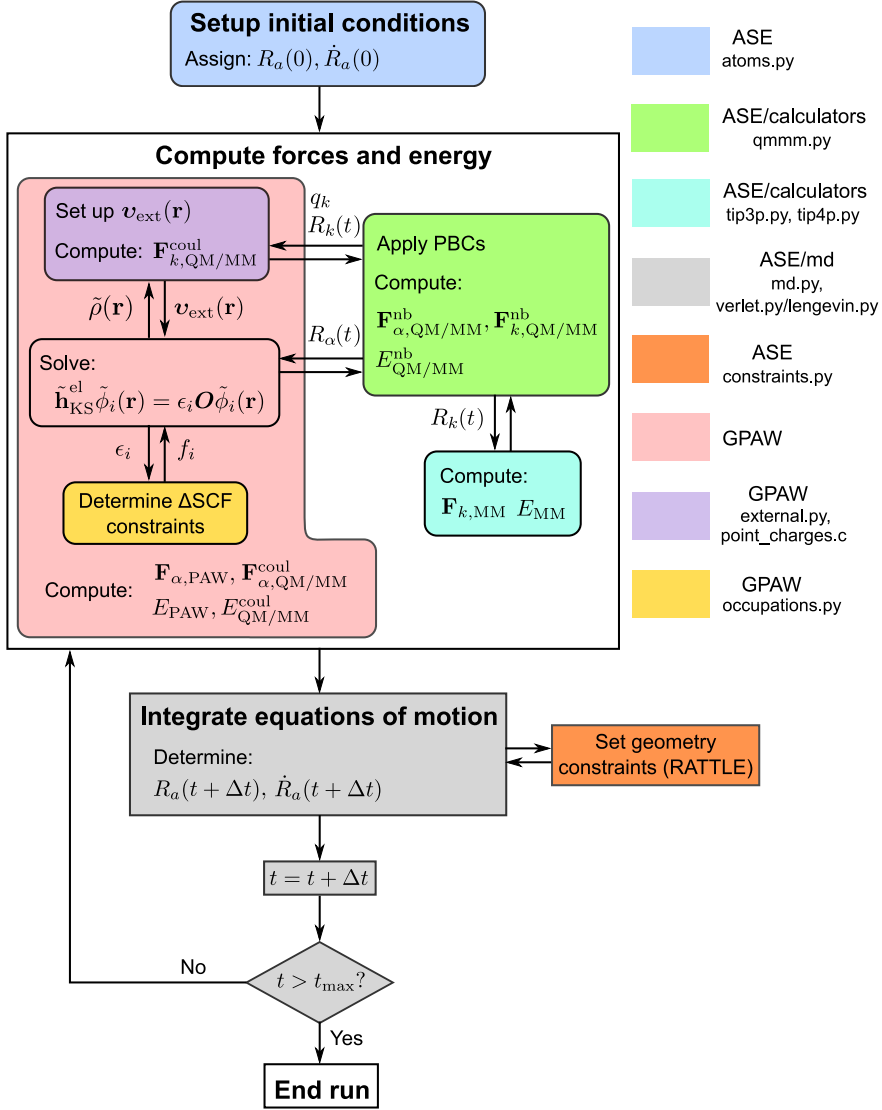 Setup initial conditions
Assign: R_a(0), Ṙ_a(0)
Compute forces and energy
Set up 𝒗_ext(𝐫)
Compute: 𝐅^coul_k,QM/MM
q_k
R_k(t)
Apply PBCs
Compute:
𝐅^nb_α,QM/MM, 𝐅^nb_k,QM/MM
E^nb_QM/MM
ρ̃(𝐫)
𝒗_ext(𝐫)
R_α(t)
Solve:
𝐡̃^el_KS ϕ̃_i(𝐫) = ϵ_i 𝑶 ϕ̃_i(𝐫)
ϵ_i
f_i
R_k(t)
Determine ΔSCF
constraints
Compute:
𝐅_k,MM E_MM
Compute:
𝐅_α,PAW, 𝐅^coul_α,QM/MM
E_PAW, E^coul_QM/MM
Integrate equations of motion
Determine:
R_a(t + Δt), Ṙ_a(t + Δt)
Set geometry
constraints (RATTLE)
t = t + Δt
t > t_max?
No
Yes
End run
ASE
atoms.py
ASE/calculators
qmmm.py
ASE/calculators
tip3p.py, tip4p.py
ASE/md
md.py,
verlet.py/lengevin.py
ASE
constraints.py
GPAW
GPAW
external.py,
point_charges.c
GPAW
occupations.py